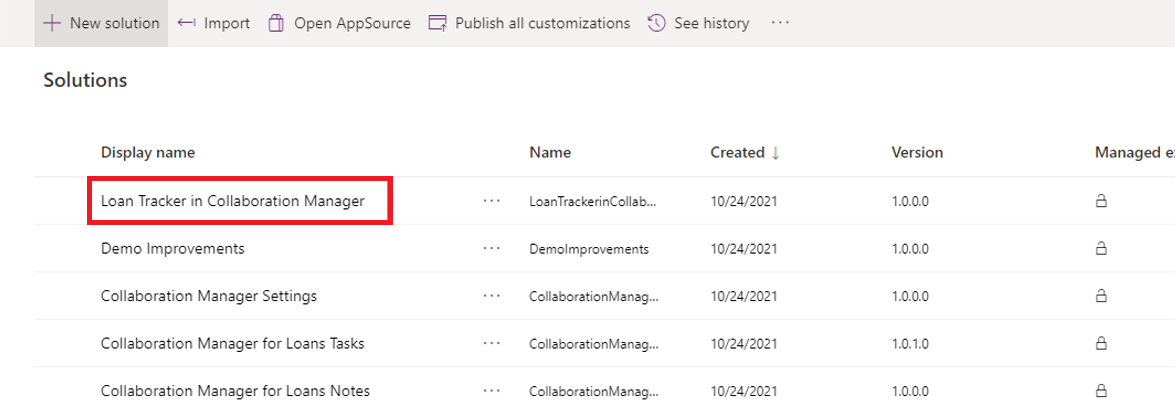 New solution Import Open AppSource Publish all customizations See history ...
Solutions
Display name Name Created ↓ Version Managed e
Loan Tracker in Collaboration Manager ... LoanTrackerinCollab... 10/24/2021 1.0.0.0
Demo Improvements ... DemoImprovements 10/24/2021 1.0.0.0
Collaboration Manager Settings ... CollaborationManag... 10/24/2021 1.0.0.0
Collaboration Manager for Loans Tasks ... CollaborationManag... 10/24/2021 1.0.1.0
Collaboration Manager for Loans Notes ... CollaborationManag... 10/24/2021 1.0.0.0